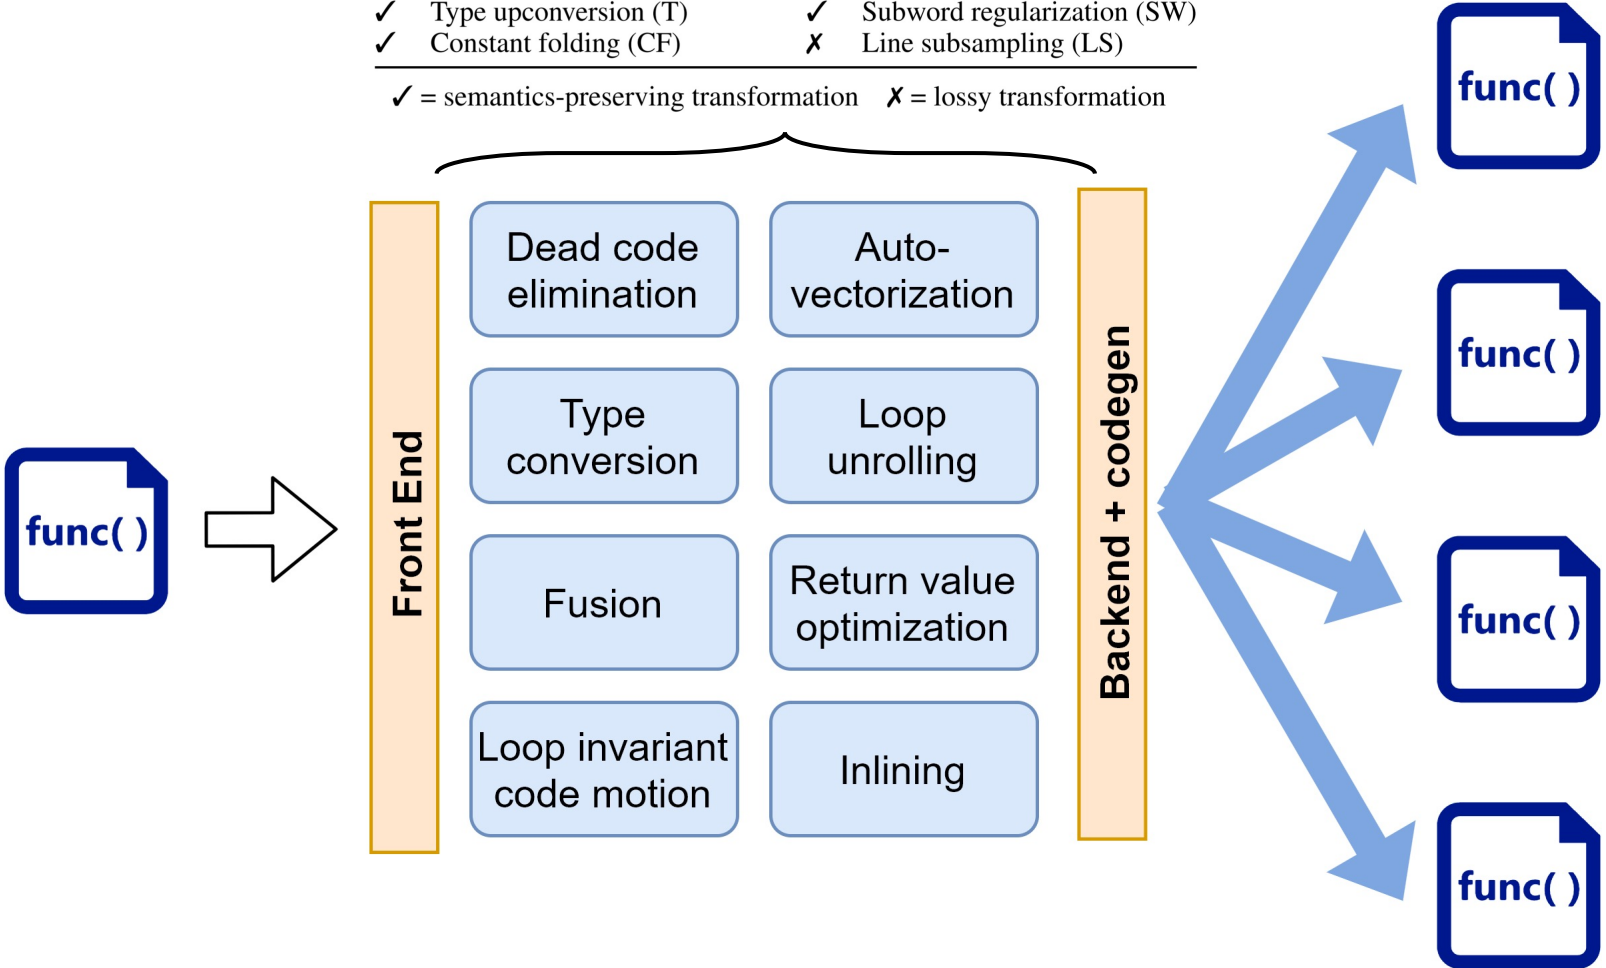 ✓ Type upconversion (T) ✓ Subword regularization (SW)
✓ Constant folding (CF) ✗ Line subsampling (LS)
✓ = semantics-preserving transformation ✗ = lossy transformation
func( )
Front End
Dead code
elimination
Auto-
vectorization
Type
conversion
Loop
unrolling
Fusion
Return value
optimization
Loop invariant
code motion
Inlining
Backend + codegen
func( )
func( )
func( )
func( )